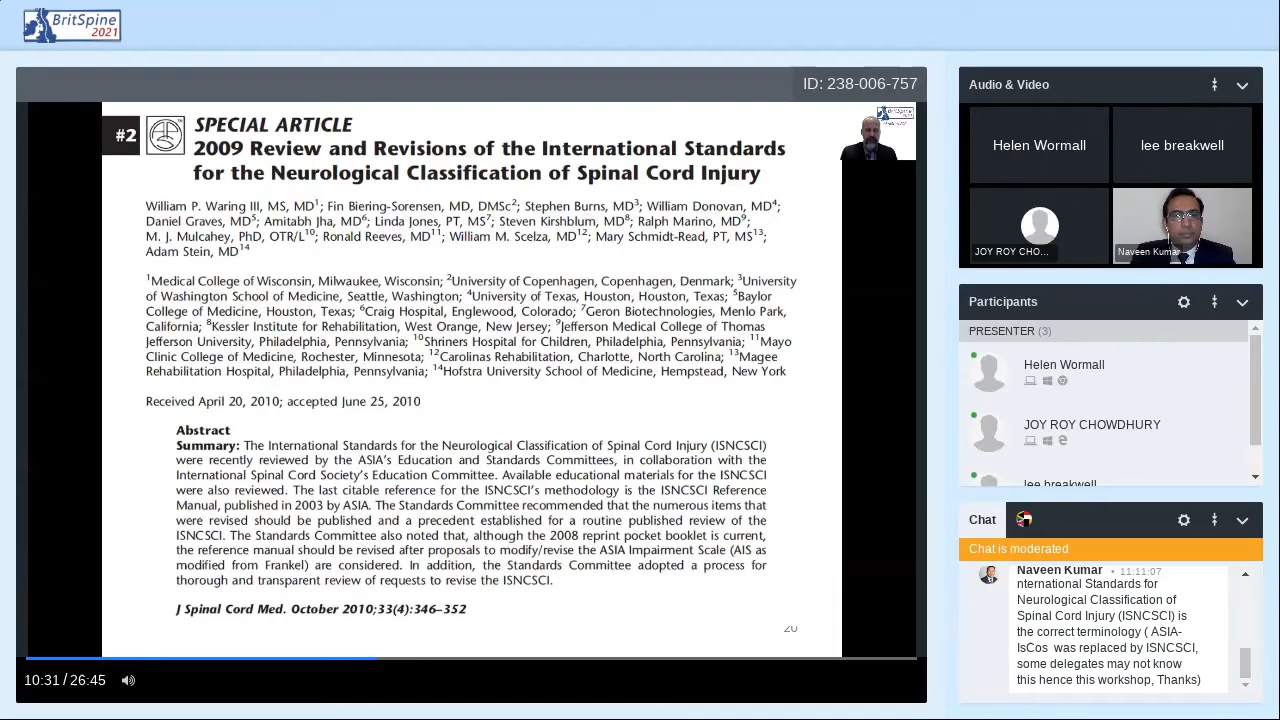 BritSpine
2021
ID: 238-006-757
#2
SPECIAL ARTICLE
2009 Review and Revisions of the International Standards
for the Neurological Classification of Spinal Cord Injury
William P. Waring III, MS, MD1; Fin Biering-Sorensen, MD, DMSc2; Stephen Burns, MD3; William Donovan, MD4;
Daniel Graves, MD5; Amitabh Jha, MD6; Linda Jones, PT, MS7; Steven Kirshblum, MD8; Ralph Marino, MD9;
M. J. Mulcahey, PhD, OTR/L10; Ronald Reeves, MD11; William M. Scelza, MD12; Mary Schmidt-Read, PT, MS13;
Adam Stein, MD14
1Medical College of Wisconsin, Milwaukee, Wisconsin; 2University of Copenhagen, Copenhagen, Denmark; 3University
of Washington School of Medicine, Seattle, Washington; 4University of Texas, Houston, Houston, Texas; 5Baylor
College of Medicine, Houston, Texas; 6Craig Hospital, Englewood, Colorado; 7Geron Biotechnologies, Menlo Park,
California; 8Kessler Institute for Rehabilitation, West Orange, New Jersey; 9Jefferson Medical College of Thomas
Jefferson University, Philadelphia, Pennsylvania; 10Shriners Hospital for Children, Philadelphia, Pennsylvania; 11Mayo
Clinic College of Medicine, Rochester, Minnesota; 12Carolinas Rehabilitation, Charlotte, North Carolina; 13Magee
Rehabilitation Hospital, Philadelphia, Pennsylvania; 14Hofstra University School of Medicine, Hempstead, New York
Received April 20, 2010; accepted June 25, 2010
Abstract
Summary: The International Standards for the Neurological Classification of Spinal Cord Injury (ISNCSCI)
were recently reviewed by the ASIA's Education and Standards Committees, in collaboration with the
International Spinal Cord Society's Education Committee. Available educational materials for the ISNCSCI
were also reviewed. The last citable reference for the ISNCSCI's methodology is the ISNCSCI Reference
Manual, published in 2003 by ASIA. The Standards Committee recommended that the numerous items that
were revised should be published and a precedent established for a routine published review of the
ISNCSCI. The Standards Committee also noted that, although the 2008 reprint pocket booklet is current,
the reference manual should be revised after proposals to modify/revise the ASIA Impairment Scale (AIS as
modified from Frankel) are considered. In addition, the Standards Committee adopted a process for
thorough and transparent review of requests to revise the ISNCSCI.
J Spinal Cord Med. October 2010;33(4):346–352
20
10:31 / 26:45
Audio & Video
Helen Wormall
lee breakwell
JOY ROY CHO...
Naveen Kumar
Participants
PRESENTER (3)
Helen Wormall
JOY ROY CHOWDHURY
lee breakwell
Chat
Chat is moderated
Naveen Kumar • 11:11:07
nternational Standards for
Neurological Classification of
Spinal Cord Injury (ISNCSCI) is
the correct terminology ( ASIA-
IsCos was replaced by ISNCSCI,
some delegates may not know
this hence this workshop, Thanks)